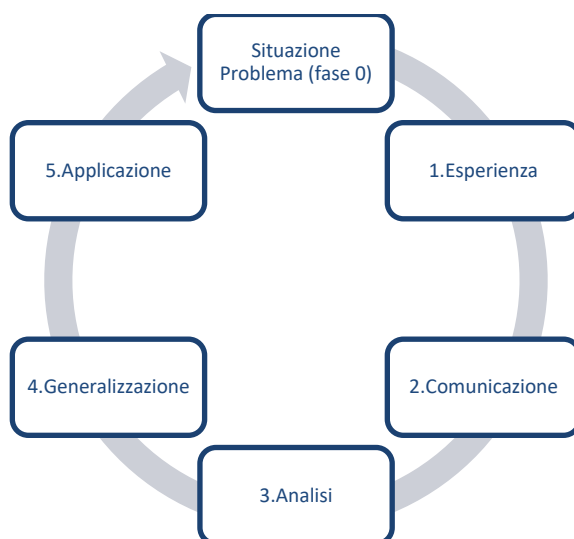 Situazione
Problema (fase 0)
1.Esperienza
2.Comunicazione
3.Analisi
4.Generalizzazione
5.Applicazione